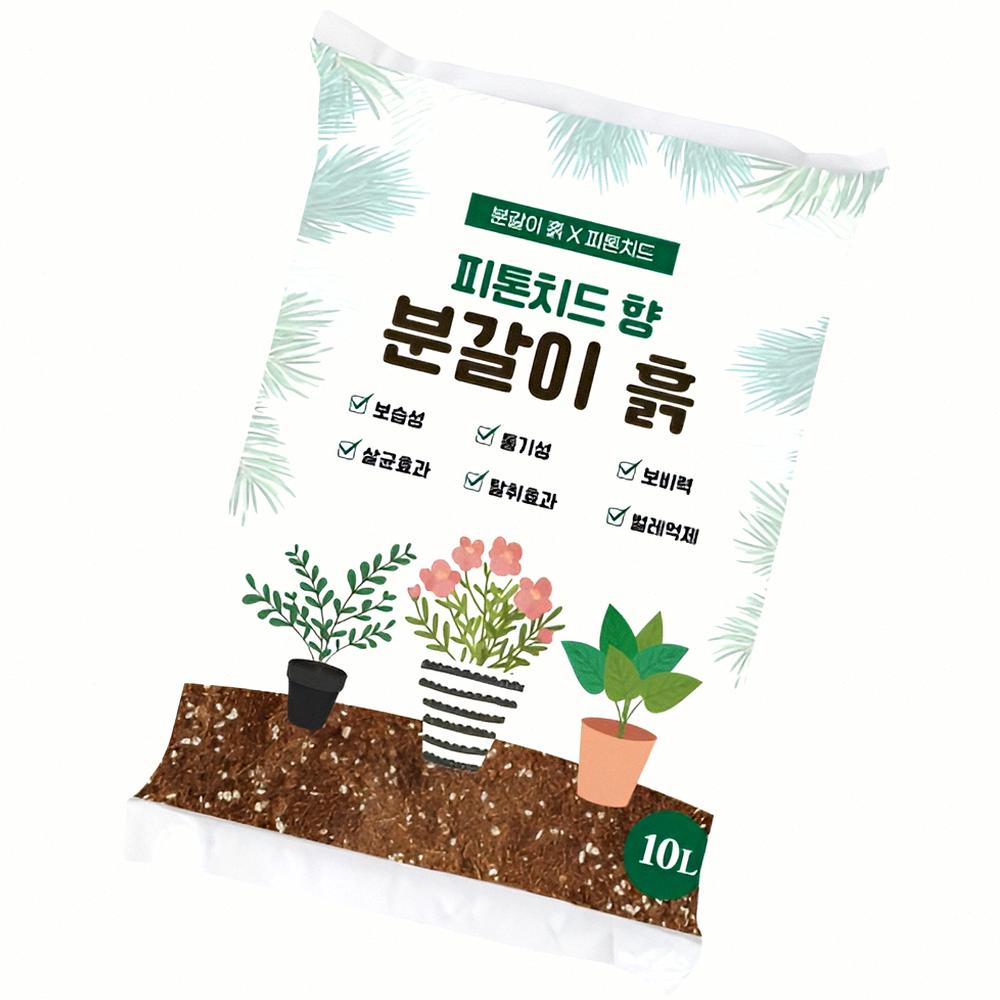 분갈이 흙 X 피톤치드
피톤치드 향
분갈이 흙
보습성 통기성 보비력
살균효과 탈취효과 벌레억제
10L